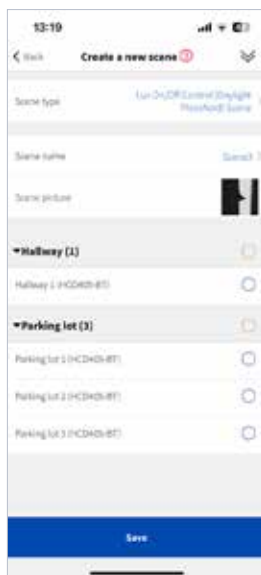 13:19
Back
Create a new scene
Scene type
Lux On/Off Control (Daylight
Threshold) Scene
Scene name
Scene3
Scene picture
Hallway (1)
Hallway 1 (HCD405-BT)
Parking lot (3)
Parking lot 1 (HCD405-BT)
Parking lot 2 (HCD405-BT)
Parking lot 3 (HCD405-BT)
Save